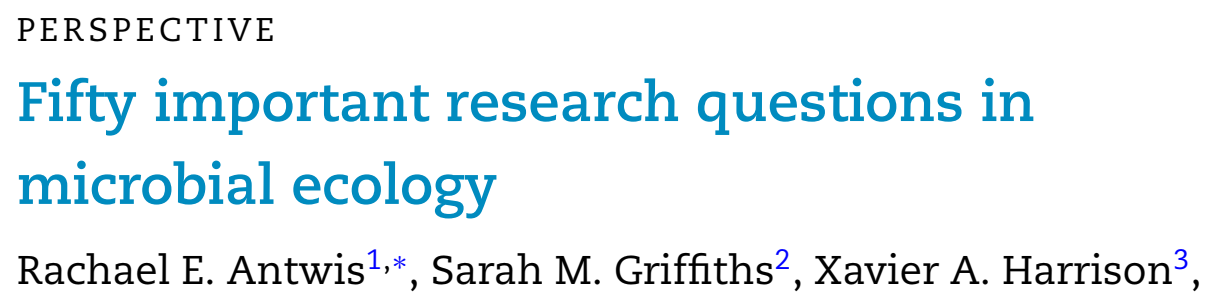 PERSPECTIVE
Fifty important research questions in
microbial ecology
Rachael E. Antwis1,*, Sarah M. Griffiths2, Xavier A. Harrison3,